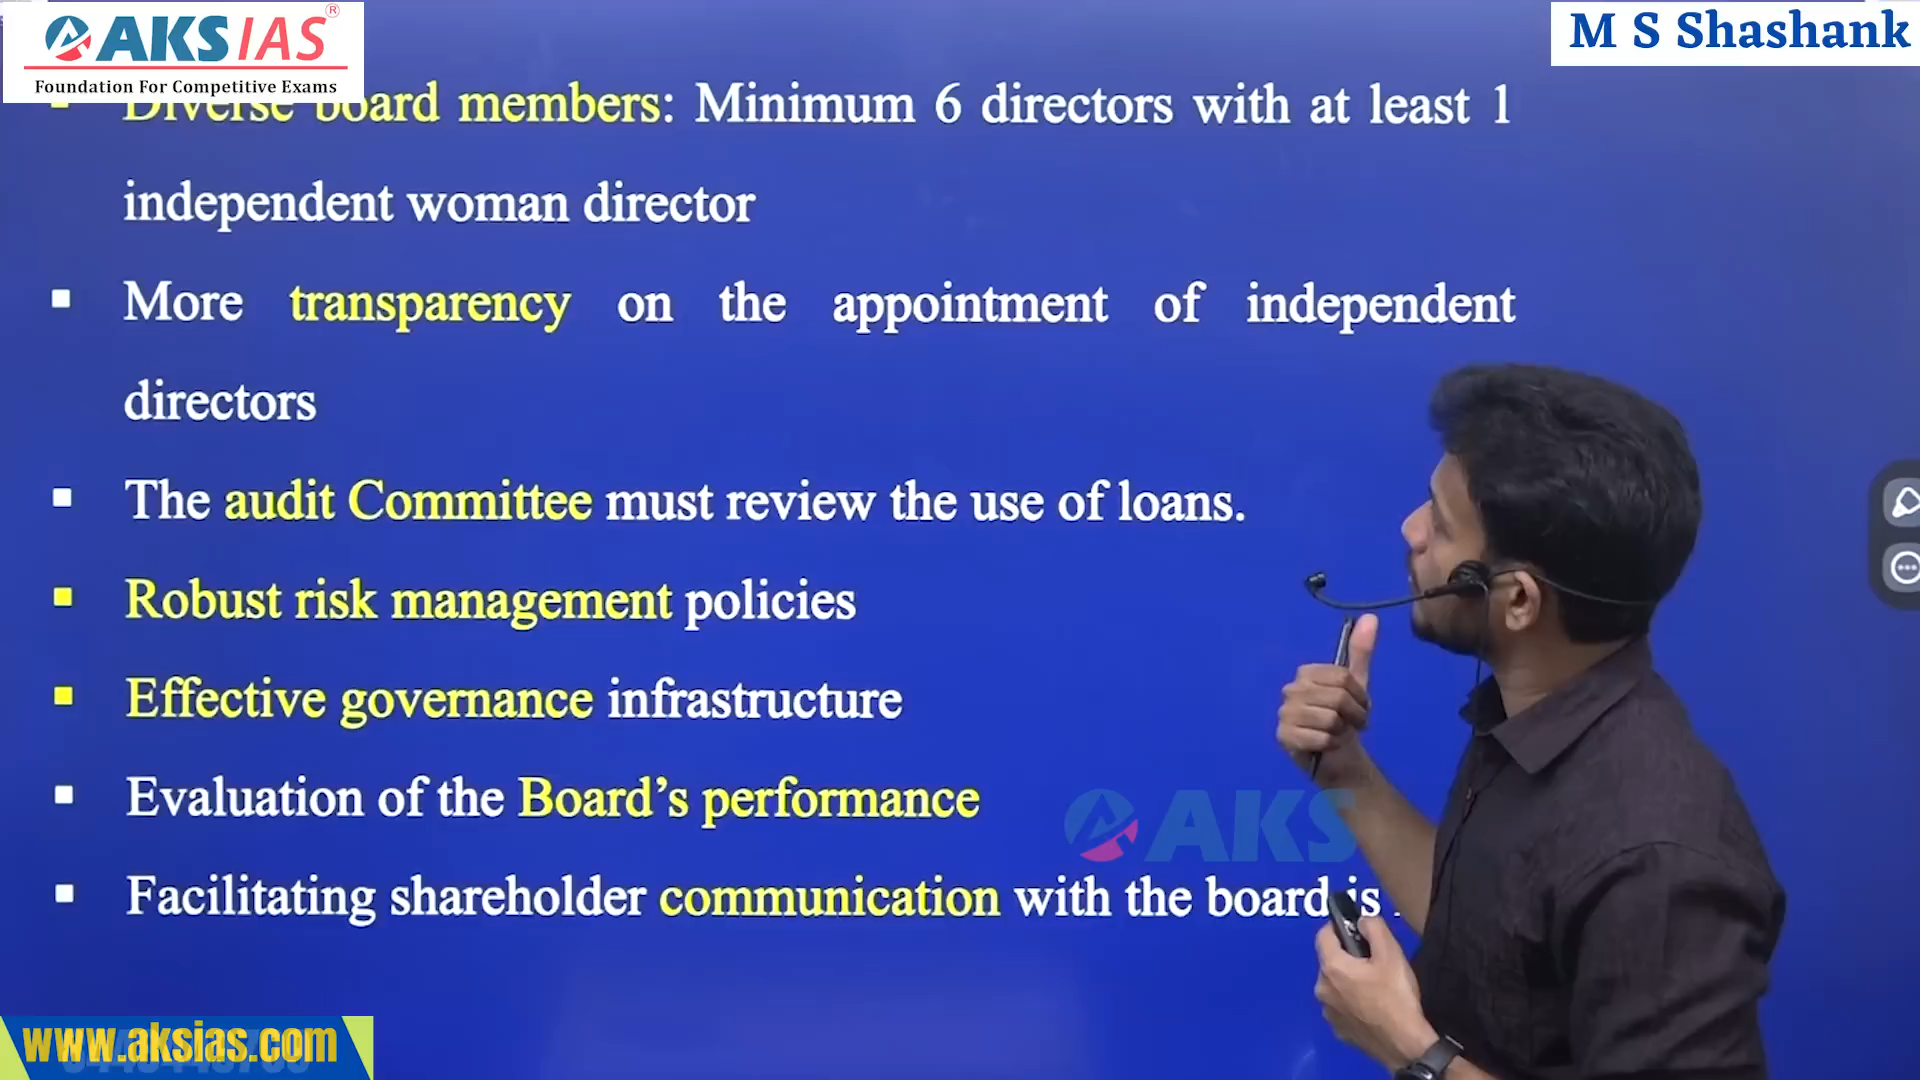 AKS IAS ®
Foundation For Competitive Exams
M S Shashank
Diverse board members: Minimum 6 directors with at least 1
independent woman director
▪ More transparency on the appointment of independent
directors
▪ The audit Committee must review the use of loans.
▪ Robust risk management policies
▪ Effective governance infrastructure
▪ Evaluation of the Board’s performance
AKS
▪ Facilitating shareholder communication with the board is
www.aksias.com